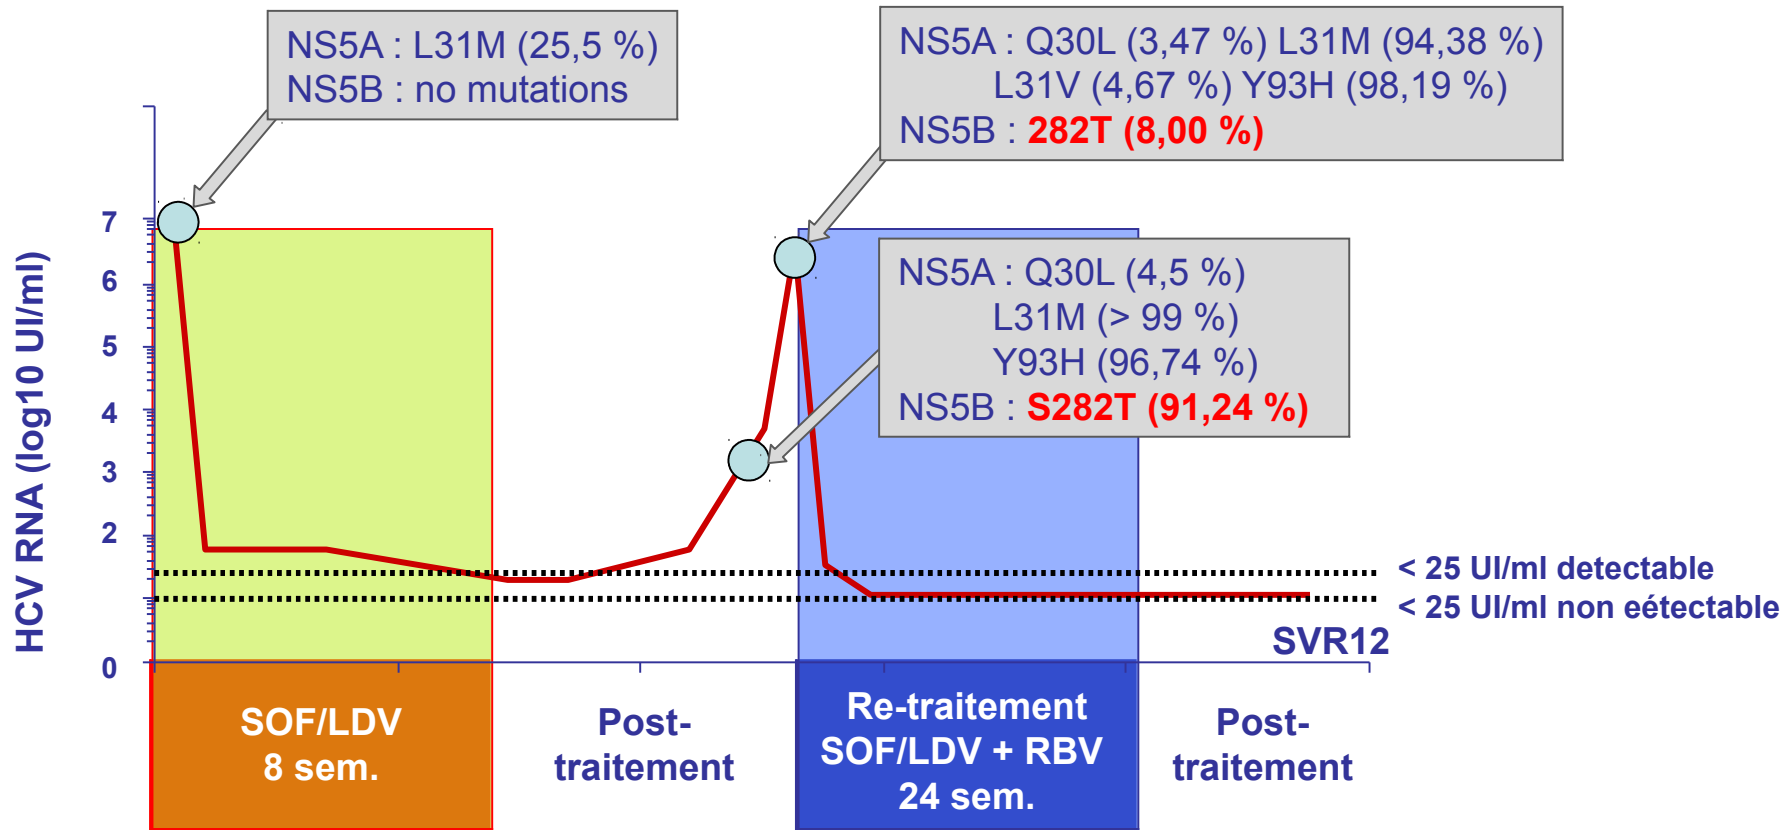 NS5A : L31M (25,5 %)
NS5B : no mutations
NS5A : Q30L (3,47 %) L31M (94,38 %)
L31V (4,67 %) Y93H (98,19 %)
NS5B : 282T (8,00 %)
NS5A : Q30L (4,5 %)
L31M (> 99 %)
Y93H (96,74 %)
NS5B : S282T (91,24 %)
HCV RNA (log10 UI/ml)
7
6
5
4
3
2
1
0
< 25 UI/ml detectable
< 25 UI/ml non eétectable
SVR12
SOF/LDV
8 sem.
Post-
traitement
Re-traitement
SOF/LDV + RBV
24 sem.
Post-
traitement